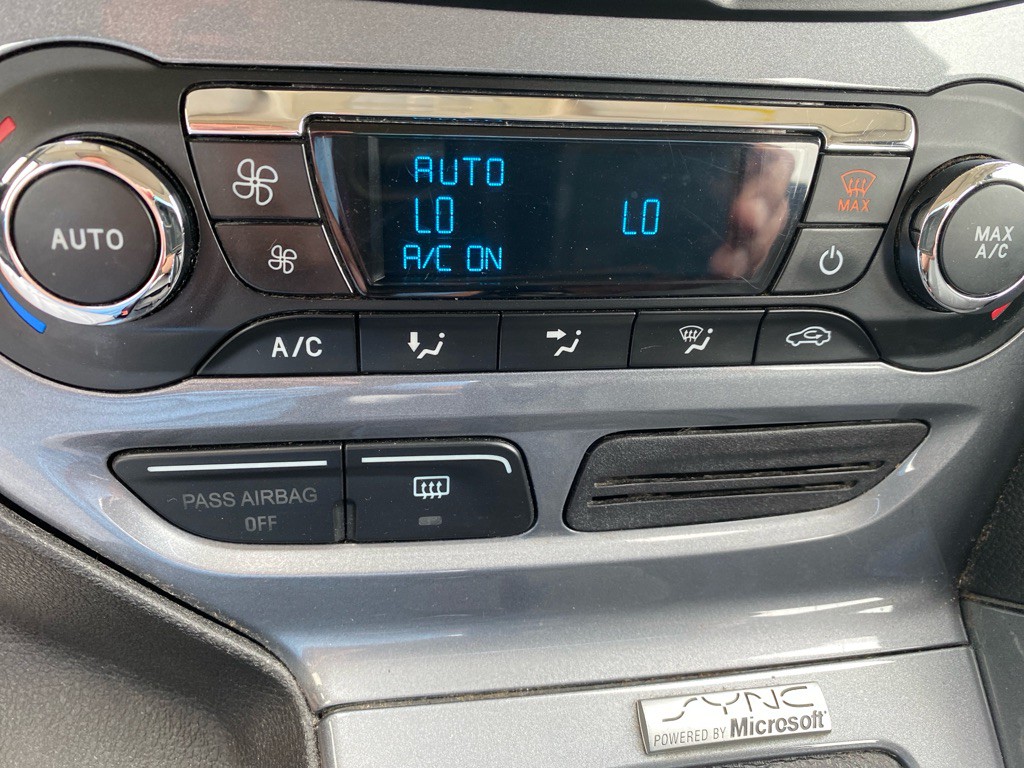 AUTO
LO LO
A/C ON
AUTO
MAX
MAX
A/C
A/C
PASS AIRBAG
OFF
SYNC
POWERED BY Microsoft